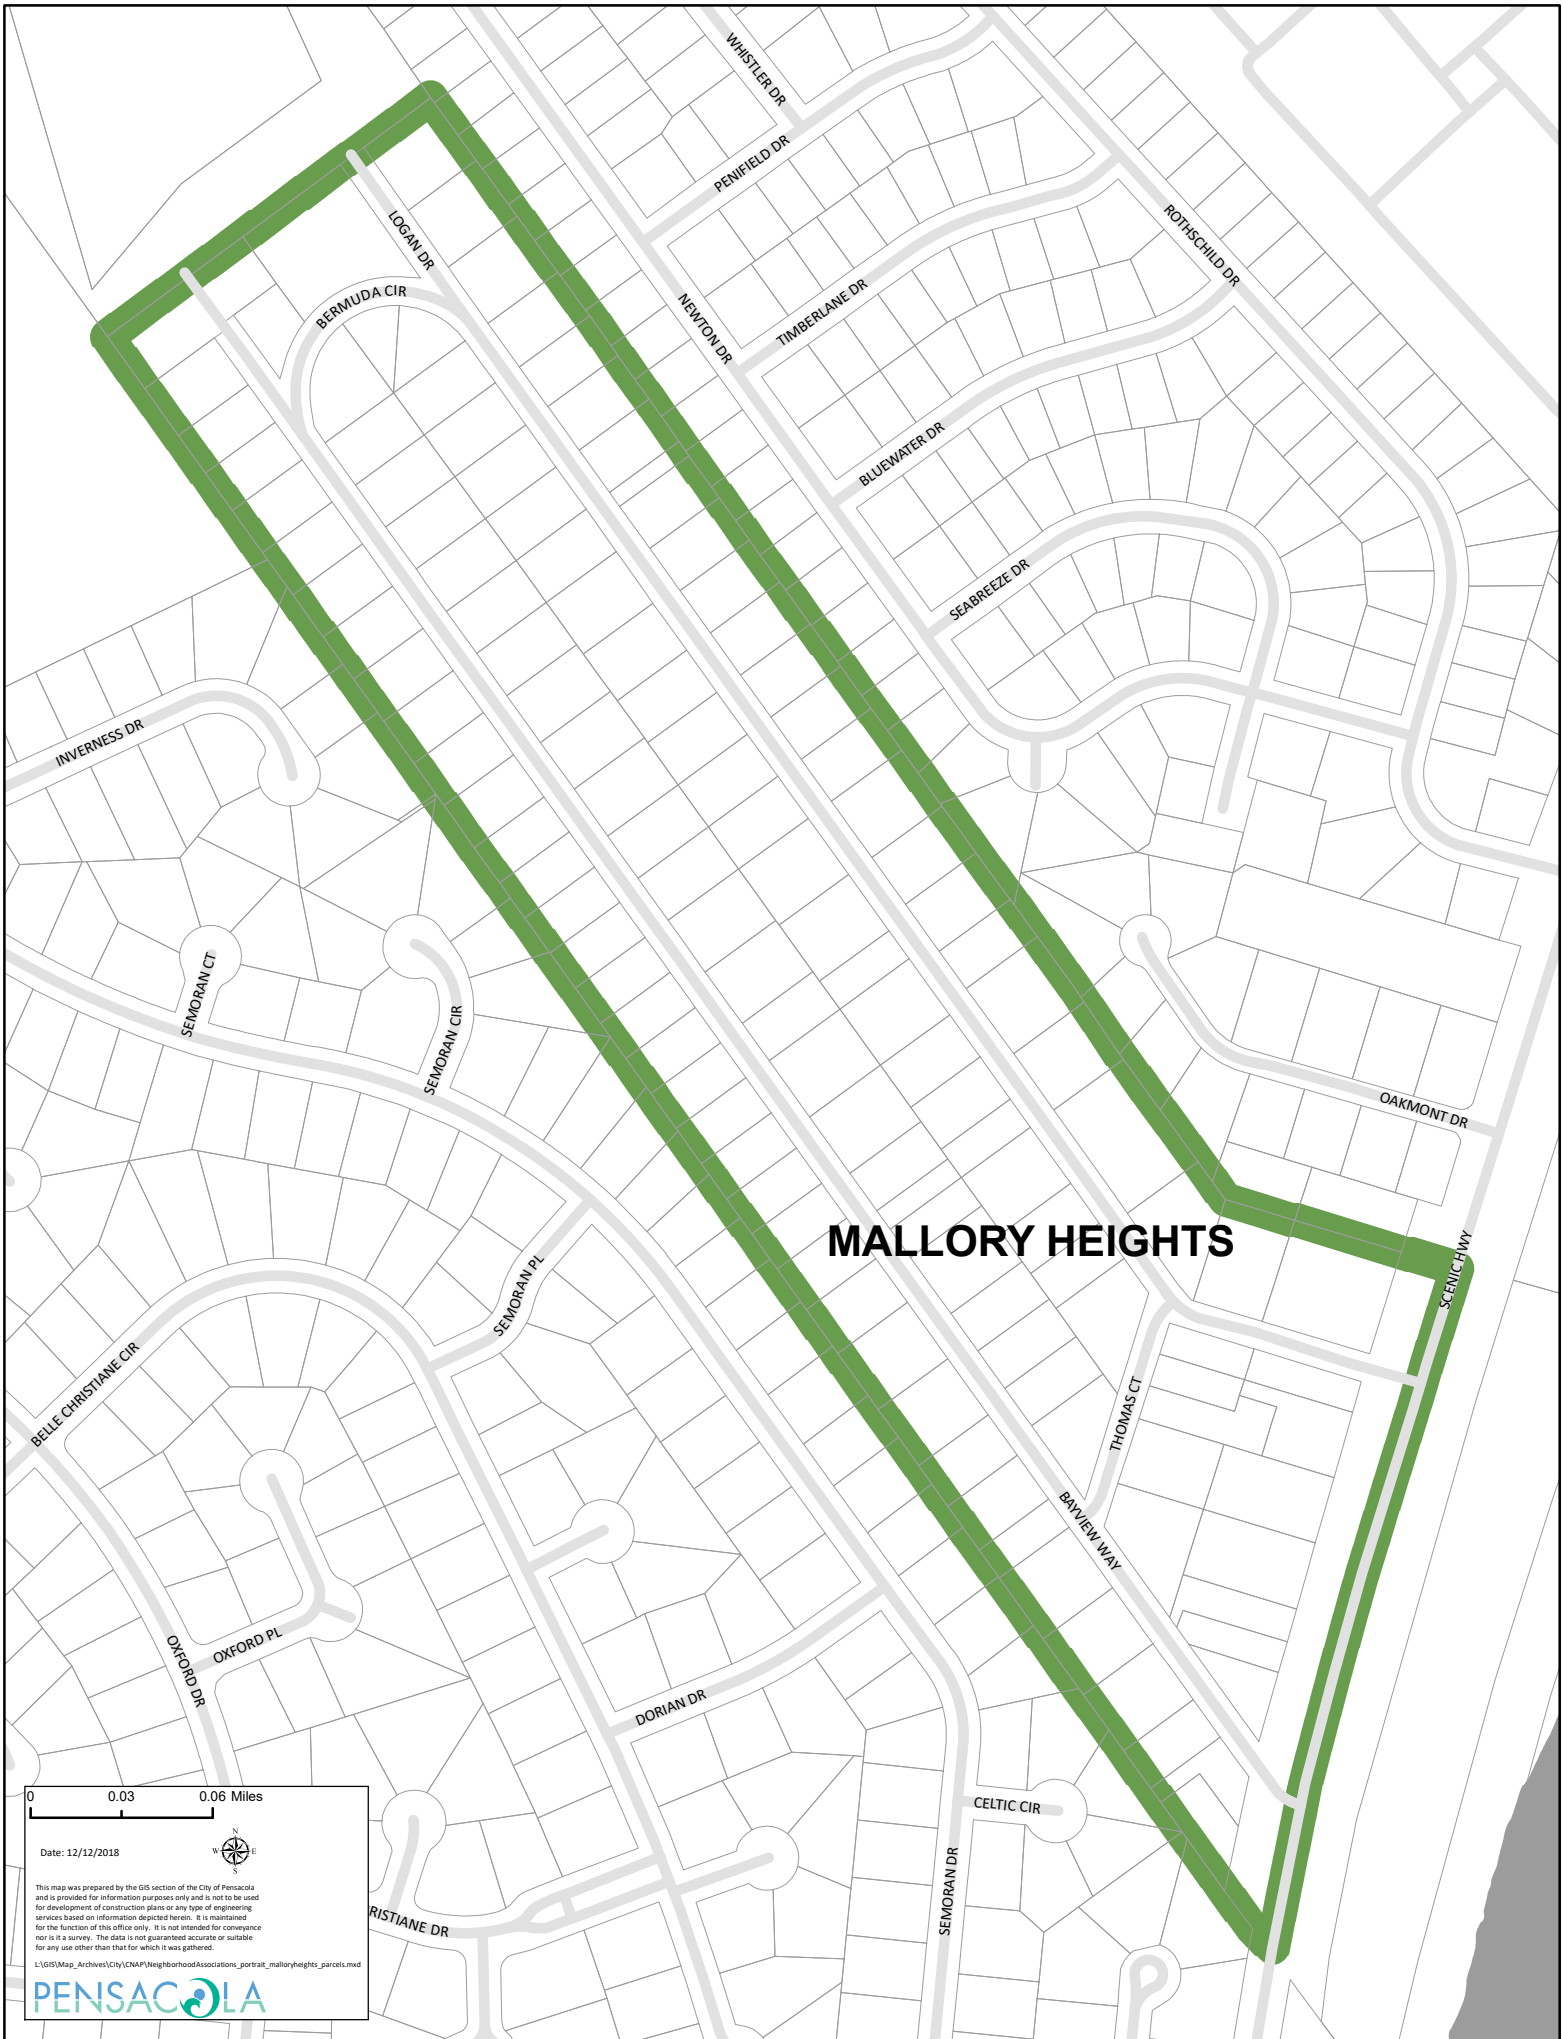 WHISTLER DR
PENIFIELD DR
LOGAN DR
ROTHSCHILD DR
BERMUDA CIR
TIMBERLANE DR
NEWTON DR
BLUEWATER DR
SEABREEZE DR
INVERNESS DR
SEMORAN CT
SEMORAN CIR
OAKMONT DR
MALLORY HEIGHTS
SCENIC HWY
SEMORAN PL
BELLE CHRISTIANE CIR
THOMAS CT
BAYVIEW WAY
OXFORD PL
OXFORD DR
DORIAN DR
CELTIC CIR
SEMORAN DR
RISTIANE DR
0 0.03 0.06 Miles
Date: 12/12/2018
N
W E
S
This map was prepared by the GIS section of the City of Pensacola
and is provided for information purposes only and is not to be used
for development of construction plans or any type of engineering
services based on information depicted herein. It is maintained
for the function of this office only. It is not intended for conveyance
nor is it a survey. The data is not guaranteed accurate or suitable
for any use other than that for which it was gathered.
L:\GIS\Map_Archives\City\CNAP\NeighborhoodAssociations_portrait_malloryheights_parcels.mxd
PENSACOLA